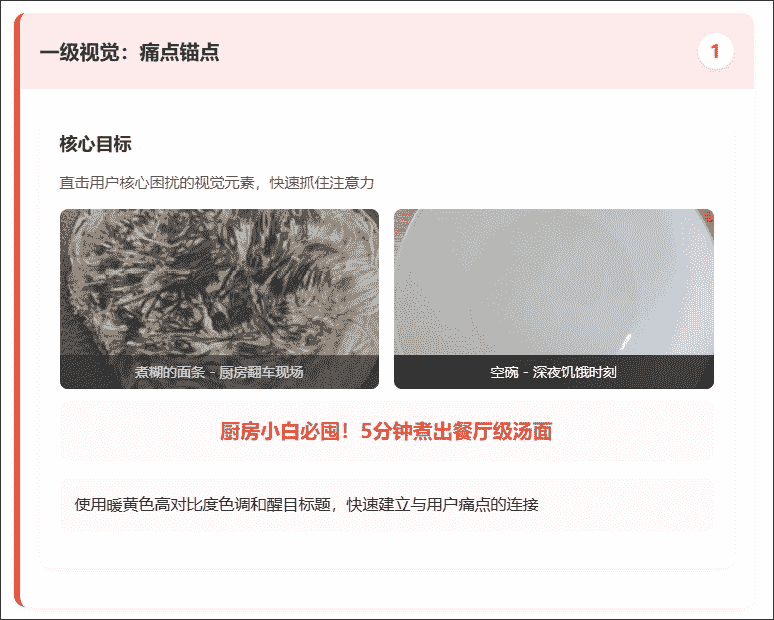 一级视觉：痛点锚点
1
核心目标
直击用户核心困扰的视觉元素，快速抓住注意力
煮糊的面条 - 厨房翻车现场
空碗 - 深夜饥饿时刻
厨房小白必囤！5分钟煮出餐厅级汤面
使用暖黄色高对比度色调和醒目标题，快速建立与用户痛点的连接